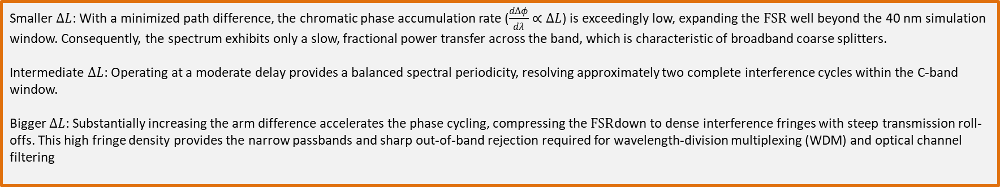 Smaller Δ𝐿: With a minimized path difference, the chromatic phase accumulation rate (dΔϕ/dλ ∝ Δ𝐿) is exceedingly low, expanding the FSR well beyond the 40 nm simulation
window. Consequently, the spectrum exhibits only a slow, fractional power transfer across the band, which is characteristic of broadband coarse splitters.
Intermediate Δ𝐿: Operating at a moderate delay provides a balanced spectral periodicity, resolving approximately two complete interference cycles within the C-band
window.
Bigger Δ𝐿: Substantially increasing the arm difference accelerates the phase cycling, compressing the FSRdown to dense interference fringes with steep transmission roll-
offs. This high fringe density provides the narrow passbands and sharp out-of-band rejection required for wavelength-division multiplexing (WDM) and optical channel
filtering